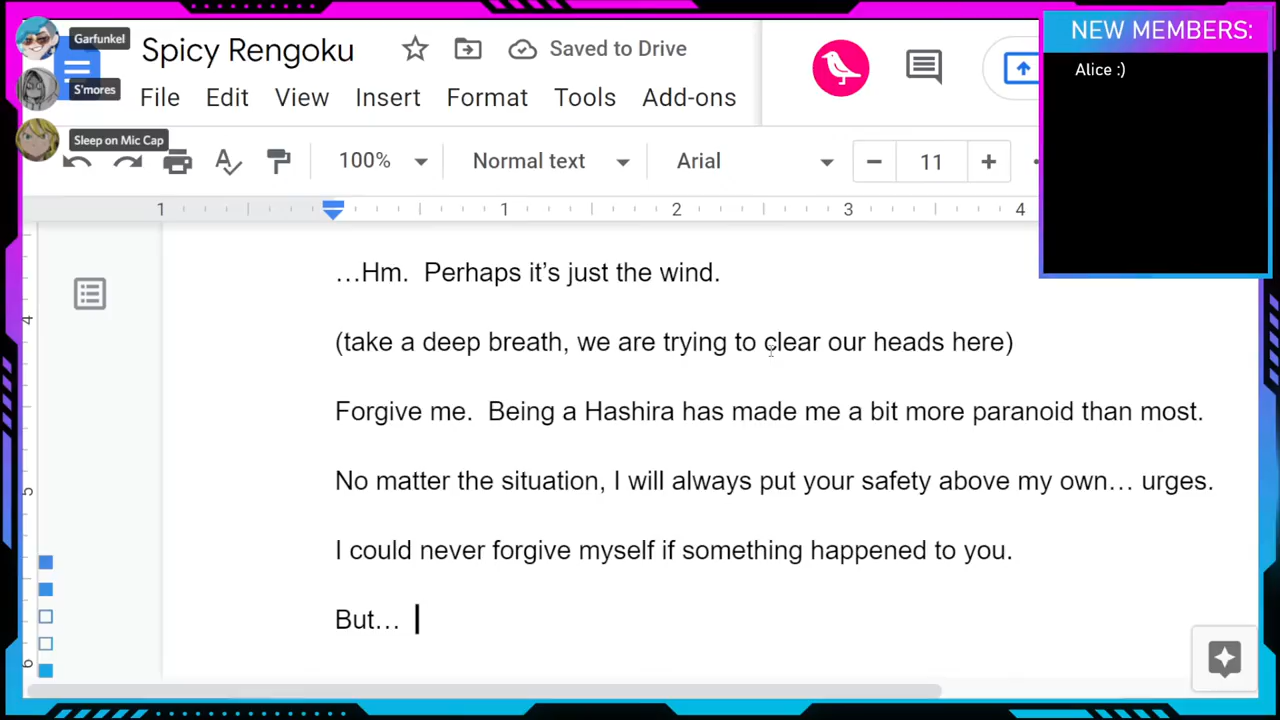 Garfunkel
S'mores
Sleep on Mic Cap
Spicy Rengoku
Saved to Drive
File Edit View Insert Format Tools Add-ons
NEW MEMBERS:
Alice :)
100% Normal text Arial 11
1 1 2 3 4
4
5
6
…Hm.  Perhaps it’s just the wind.
(take a deep breath, we are trying to clear our heads here)
Forgive me.  Being a Hashira has made me a bit more paranoid than most.
No matter the situation, I will always put your safety above my own… urges.
I could never forgive myself if something happened to you.
But…